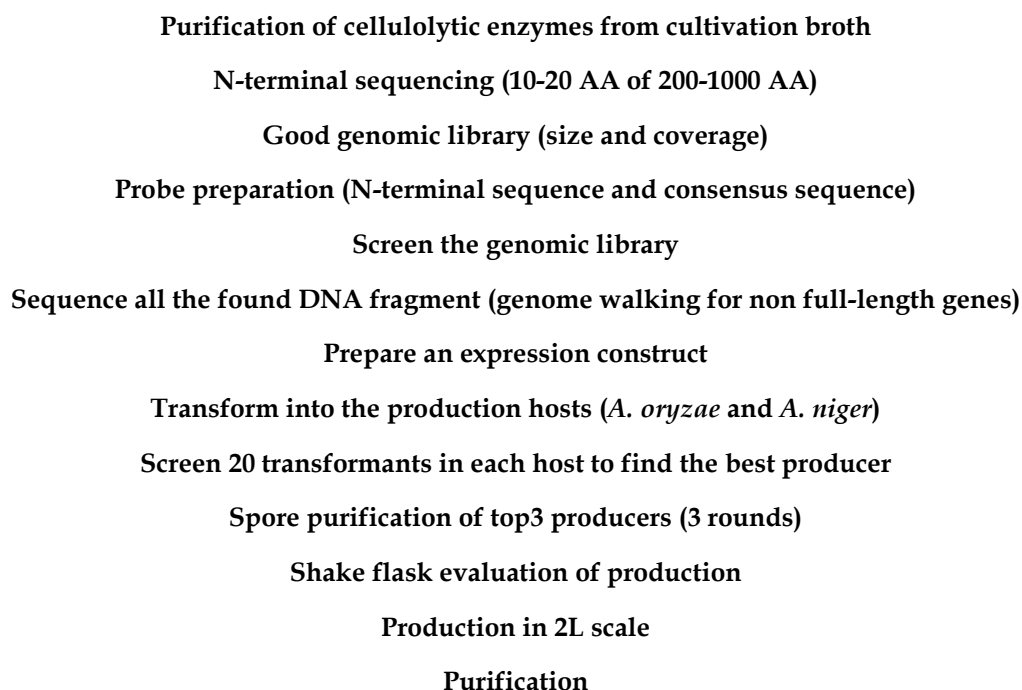 Purification of cellulolytic enzymes from cultivation broth
N-terminal sequencing (10-20 AA of 200-1000 AA)
Good genomic library (size and coverage)
Probe preparation (N-terminal sequence and consensus sequence)
Screen the genomic library
Sequence all the found DNA fragment (genome walking for non full-length genes)
Prepare an expression construct
Transform into the production hosts (A. oryzae and A. niger)
Screen 20 transformants in each host to find the best producer
Spore purification of top3 producers (3 rounds)
Shake flask evaluation of production
Production in 2L scale
Purification